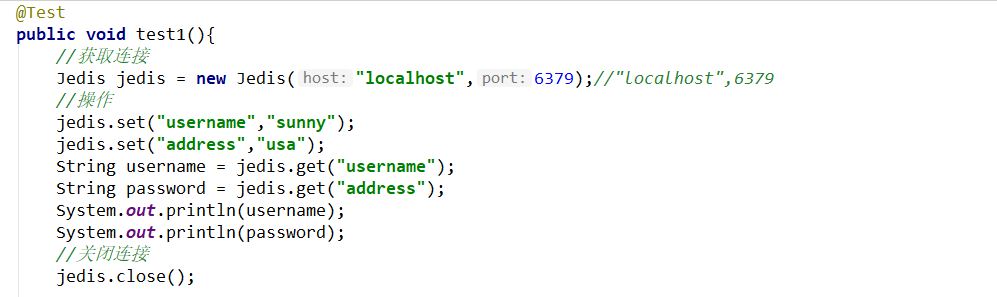 @Test
public void test1(){
//获取连接
Jedis jedis = new Jedis( host: "localhost", port: 6379);//"localhost",6379
//操作
jedis.set("username","sunny");
jedis.set("address","usa");
String username = jedis.get("username");
String password = jedis.get("address");
System.out.println(username);
System.out.println(password);
//关闭连接
jedis.close();